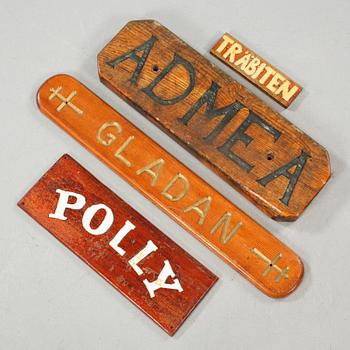 TRÄBITEN
ADMEA
GLADAN
POLLY